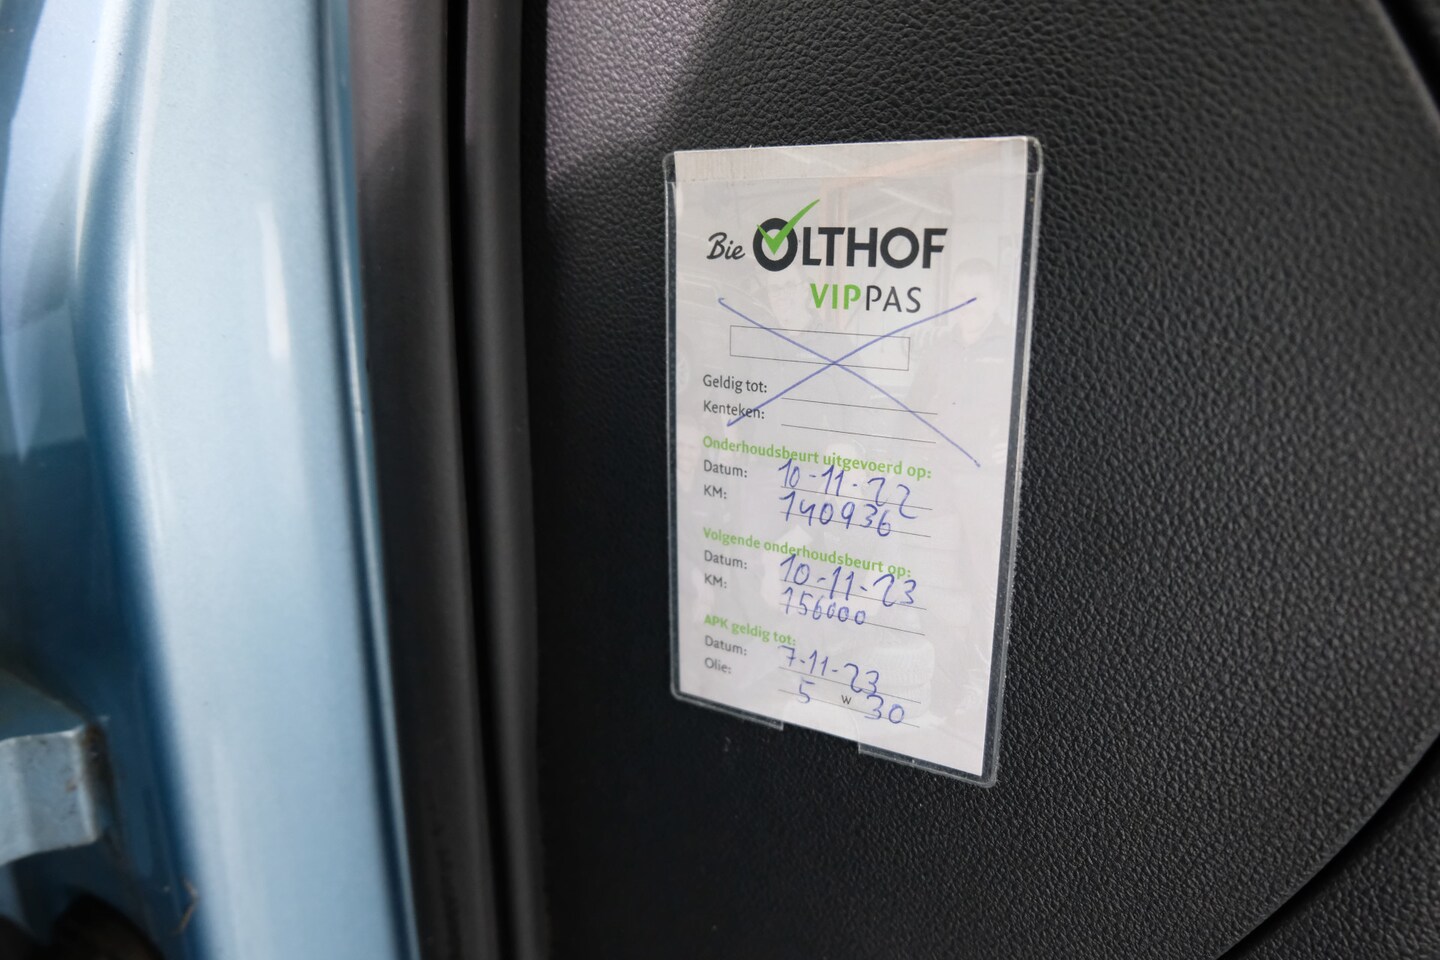 Bie OLTHOF
VIPPAS
Geldig tot:
Kenteken:
Onderhoudsbeurt uitgevoerd op:
Datum: 10-11-22
KM: 140936
Volgende onderhoudsbeurt op:
Datum: 10-11-23
KM: 156000
APK geldig tot:
Datum: 7-11-23
Olie: 5 w 30